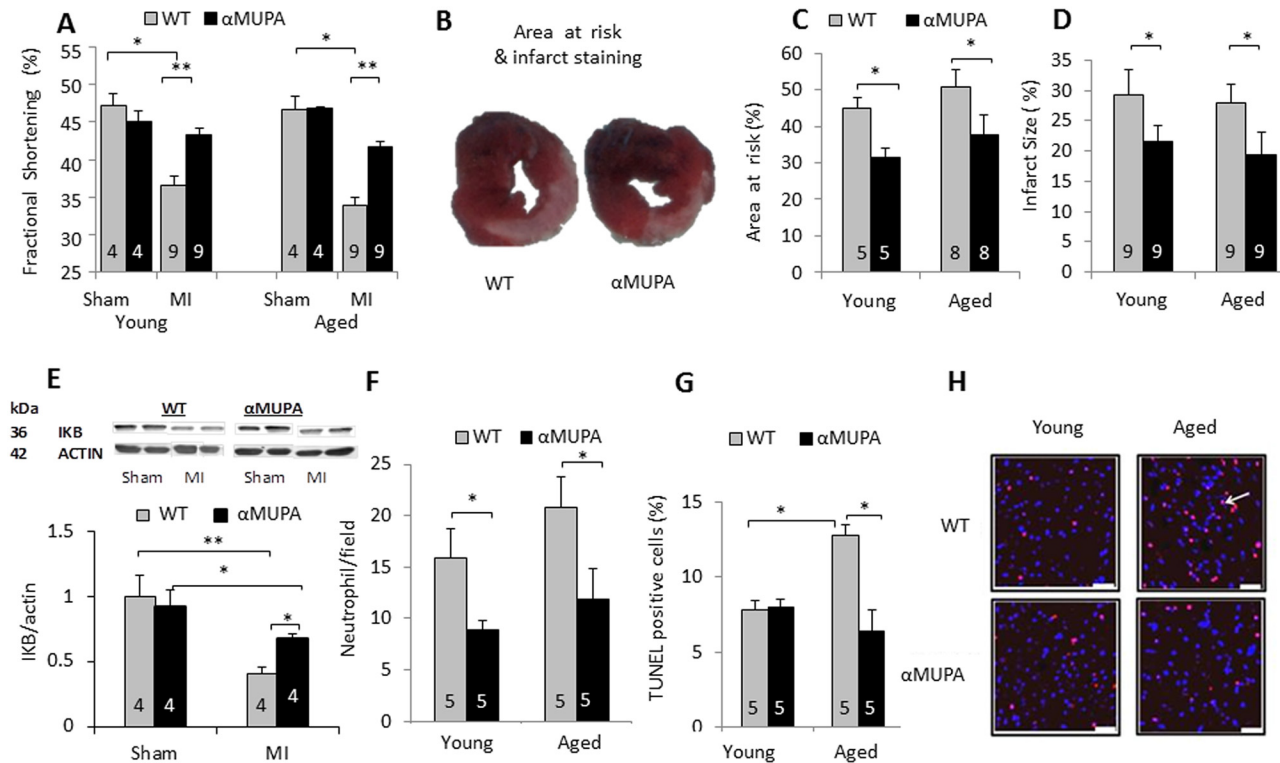 A
WT αMUPA
Fractional Shortening (%)
55
50
45
40
35
30
25
* ** * **
4 4 9 9 4 4 9 9
Sham MI Sham MI
Young Aged
B
Area at risk
& infarct staining
WT αMUPA
C
WT αMUPA
Area at risk (%)
60
50
40
30
20
10
0
* *
5 5 8 8
Young Aged
D
Infarct Size ( %)
35
30
25
20
15
10
5
0
* *
9 9 9 9
Young Aged
E
kDa WT αMUPA
36 IKB
42 ACTIN
Sham MI Sham MI
WT αMUPA
IKB/actin
1.5
1
0.5
0
**
*
*
4 4 4 4
Sham MI
F
WT αMUPA
Neutrophil/field
25
20
15
10
5
0
* *
5 5 5 5
Young Aged
G
WT αMUPA
TUNEL positive cells (%)
15
10
5
0
* *
5 5 5 5
Young Aged
H
Young Aged
WT
αMUPA